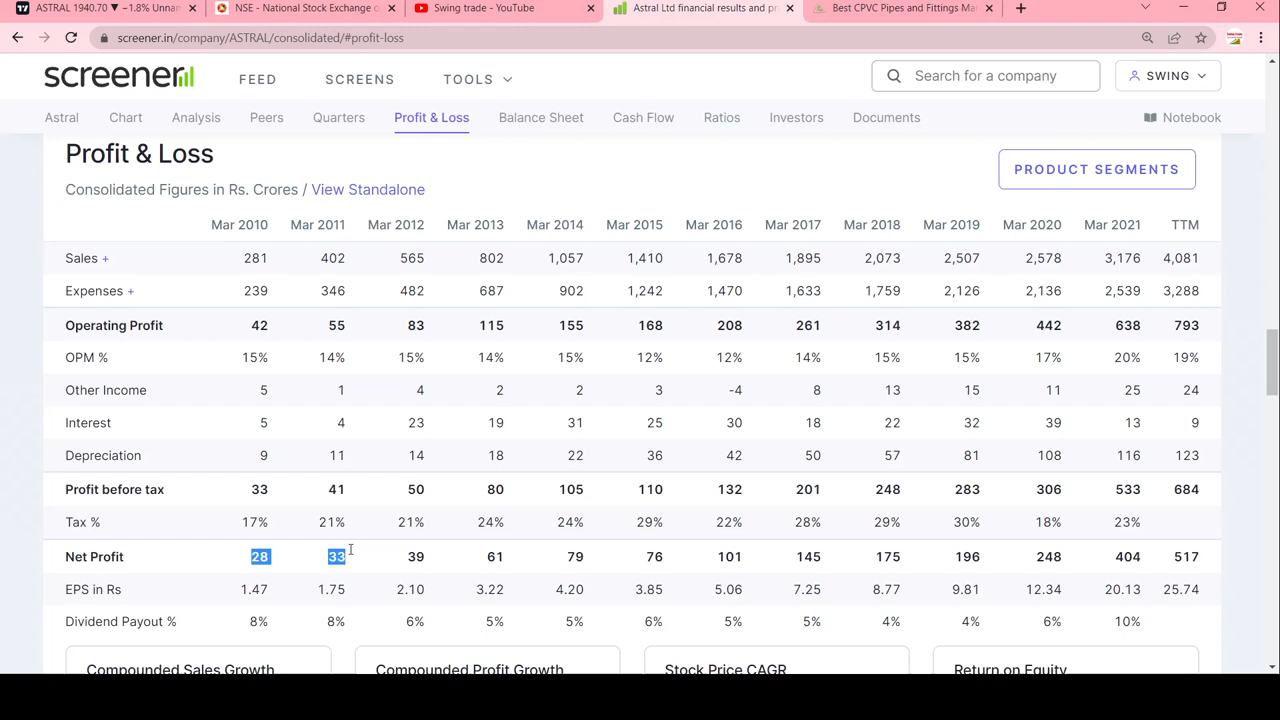 ASTRAL 1940.70 ▼ −1.8% Unnan
NSE - National Stock Exchange o
Swing trade - YouTube
Astral Ltd financial results and pr
Best CPVC Pipes and Fittings Ma
screener.in/company/ASTRAL/consolidated/#profit-loss
screener FEED SCREENS TOOLS Search for a company SWING
Astral Chart Analysis Peers Quarters Profit & Loss Balance Sheet Cash Flow Ratios Investors Documents Notebook
Profit & Loss
PRODUCT SEGMENTS
Consolidated Figures in Rs. Crores / View Standalone
Mar 2010 Mar 2011 Mar 2012 Mar 2013 Mar 2014 Mar 2015 Mar 2016 Mar 2017 Mar 2018 Mar 2019 Mar 2020 Mar 2021 TTM
Sales + 281 402 565 802 1,057 1,410 1,678 1,895 2,073 2,507 2,578 3,176 4,081
Expenses + 239 346 482 687 902 1,242 1,470 1,633 1,759 2,126 2,136 2,539 3,288
Operating Profit 42 55 83 115 155 168 208 261 314 382 442 638 793
OPM % 15% 14% 15% 14% 15% 12% 12% 14% 15% 15% 17% 20% 19%
Other Income 5 1 4 2 2 3 -4 8 13 15 11 25 24
Interest 5 4 23 19 31 25 30 18 22 32 39 13 9
Depreciation 9 11 14 18 22 36 42 50 57 81 108 116 123
Profit before tax 33 41 50 80 105 110 132 201 248 283 306 533 684
Tax % 17% 21% 21% 24% 24% 29% 22% 28% 29% 30% 18% 23%
Net Profit 28 33 39 61 79 76 101 145 175 196 248 404 517
EPS in Rs 1.47 1.75 2.10 3.22 4.20 3.85 5.06 7.25 8.77 9.81 12.34 20.13 25.74
Dividend Payout % 8% 8% 6% 5% 5% 6% 5% 5% 4% 4% 6% 10%
Compounded Sales Growth Compounded Profit Growth Stock Price CAGR Return on Equity